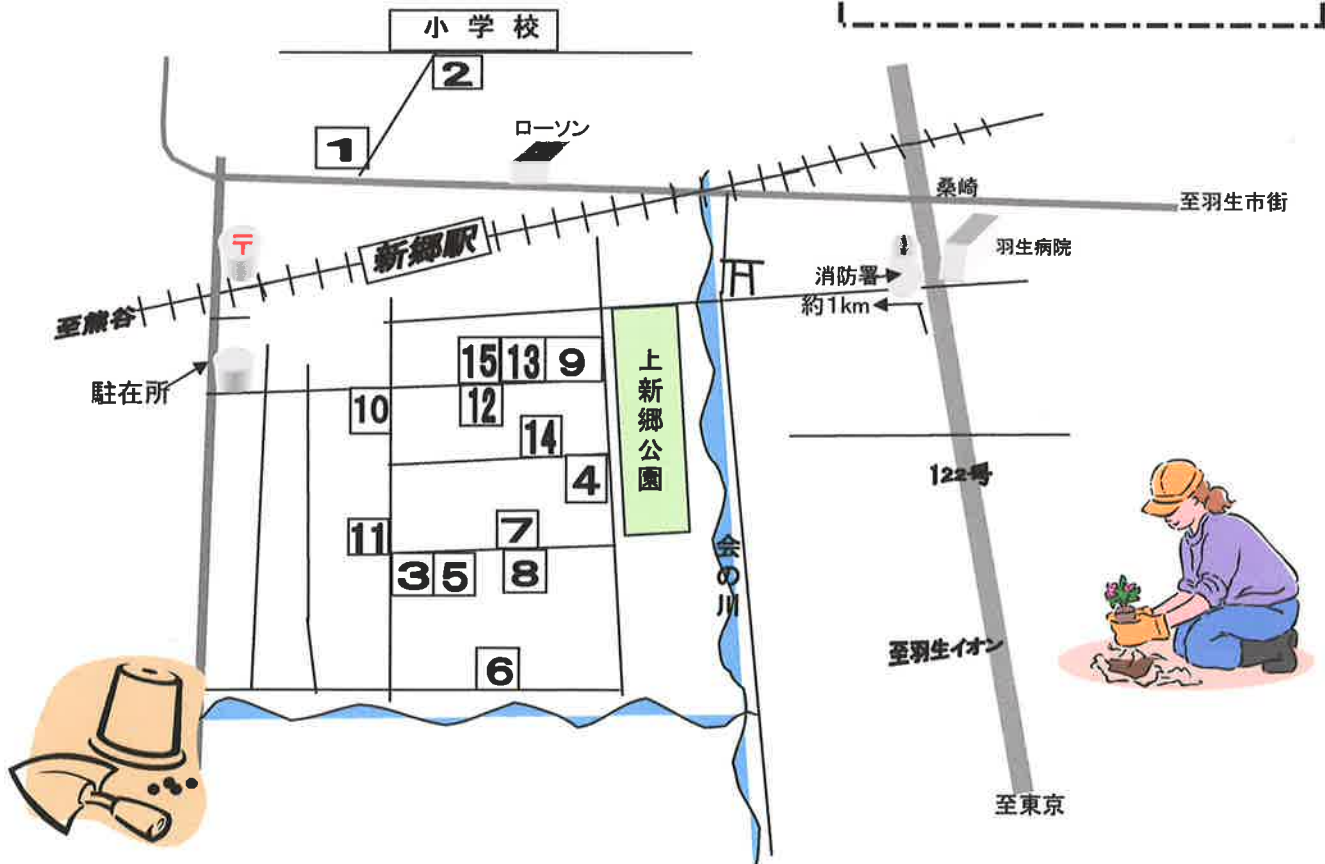 小学校
2
1
ローソン
桑崎
至羽生市街
〒
新郷駅
羽生病院
消防署
約1km
至熊谷
駐在所
15 13 9
上新郷公園
10
12
14
4
122号
11
7
3 5 8
会の川
6
至羽生イオン
至東京